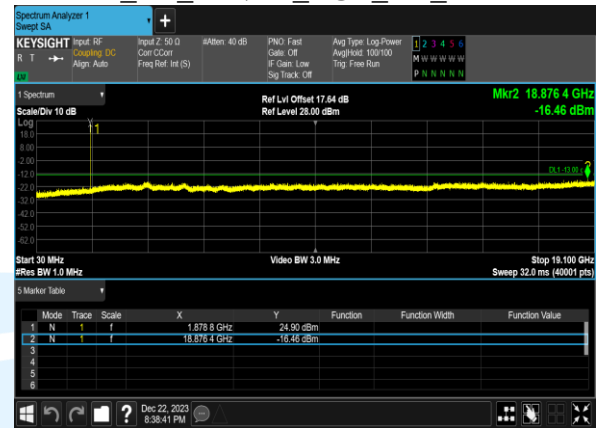 Spectrum Analyzer 1
Swept SA
+
KEYSIGHT
R T
Input: RF
Coupling: DC
Align: Auto
Input Z: 50 Ω
Corr CCorr
Freq Ref: Int (S)
#Atten: 40 dB
PNO: Fast
Gate: Off
IF Gain: Low
Sig Track: Off
Avg Type: Log-Power
Avg|Hold: 100/100
Trig: Free Run
1 2 3 4 5 6
M W W W W W
P N N N N N
1 Spectrum
Scale/Div 10 dB
Ref Lvl Offset 17.64 dB
Ref Level 28.00 dBm
Mkr2 18.876 4 GHz
-16.46 dBm
Log
18.0
8.00
-2.00
-12.0
-22.0
-32.0
-42.0
-52.0
-62.0
1
2
Start 30 MHz
#Res BW 1.0 MHz
Video BW 3.0 MHz
Stop 19.100 GHz
Sweep 32.0 ms (40001 pts)
5 Marker Table
Mode Trace Scale X Y Function Function Width Function Value
1 N 1 f 1.878 8 GHz 24.90 dBm
2 N 1 f 18.876 4 GHz -16.46 dBm
3
4
5
6
?
Dec 22, 2023
8:38:41 PM